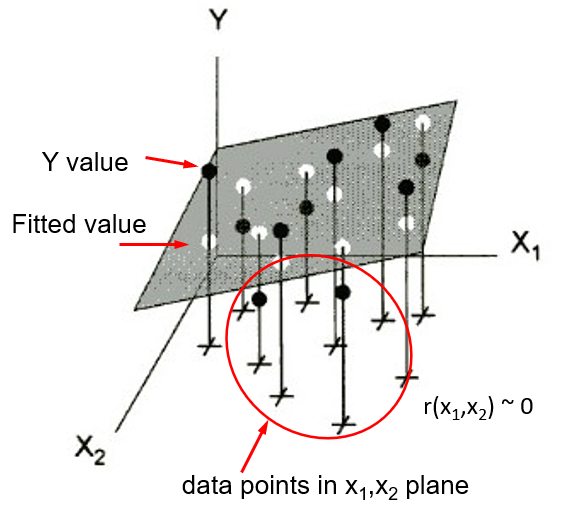 Y
Y value
Fitted value
X₁
r(x₁,x₂) ~ 0
X₂
data points in x₁,x₂ plane